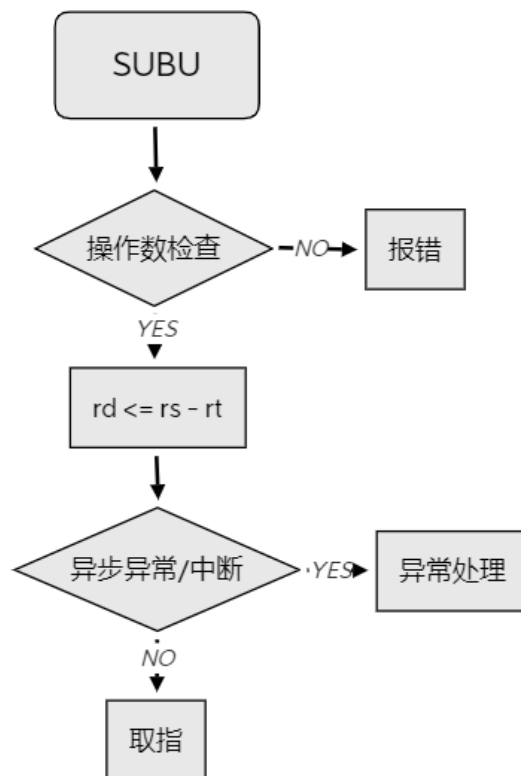 SUBU
操作数检查
NO
报错
YES
rd <= rs - rt
异步异常/中断
YES
异常处理
NO
取指